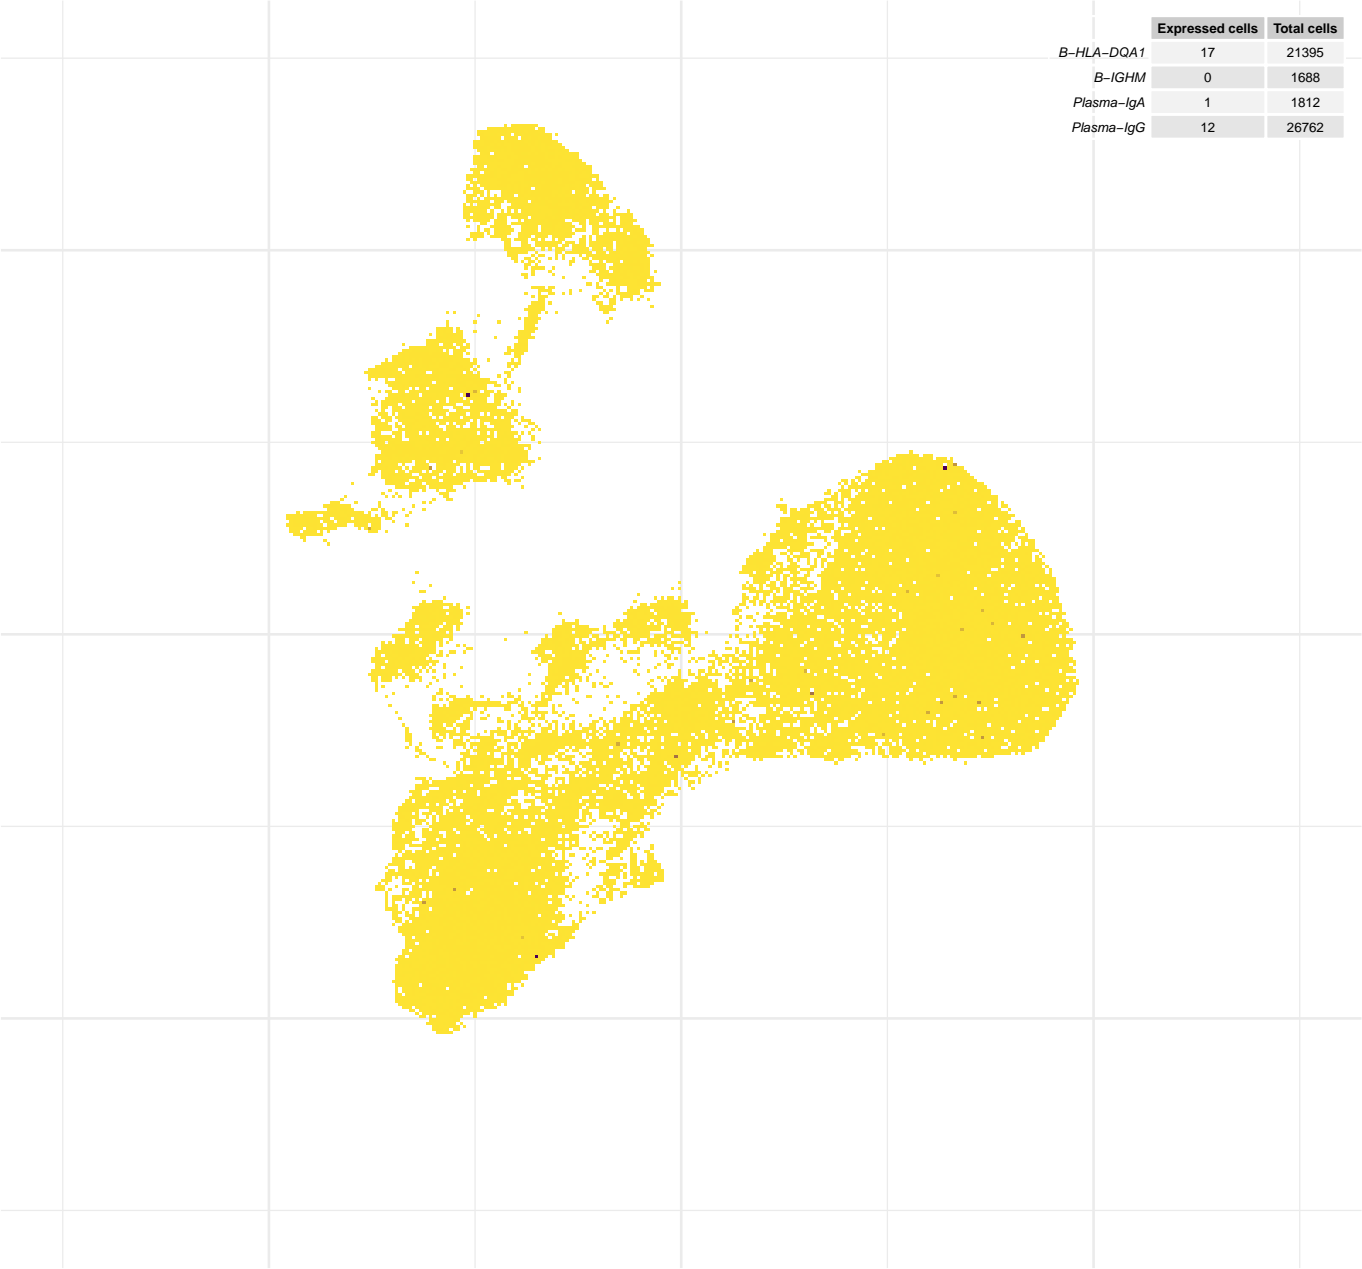 Expressed cells Total cells
B−HLA−DQA1 17 21395
B−IGHM 0 1688
Plasma−IgA 1 1812
Plasma−IgG 12 26762